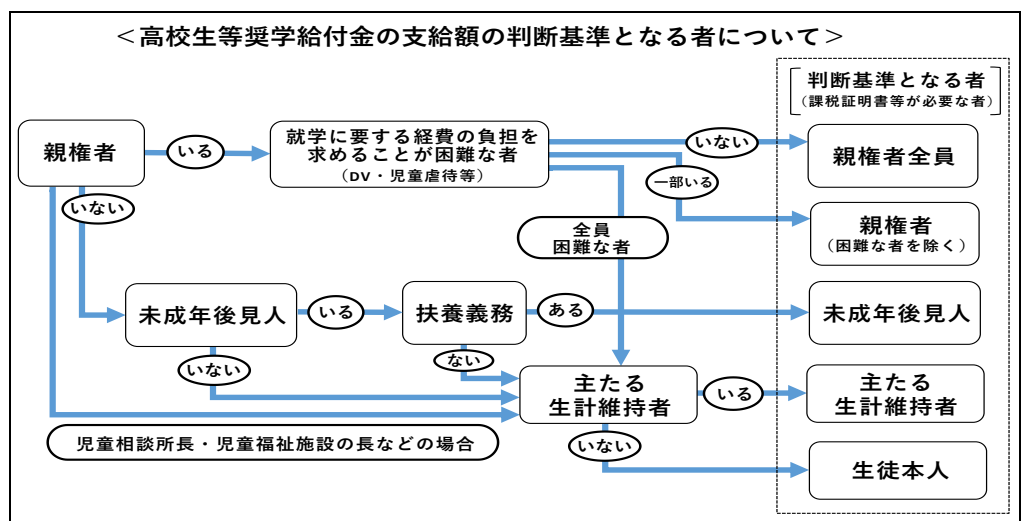 ＜高校生等奨学給付金の支給額の判断基準となる者について＞
判断基準となる者
（課税証明書等が必要な者）
親権者
いる
就学に要する経費の負担を
求めることが困難な者
（DV・児童虐待等）
いない
親権者全員
一部いる
いない
親権者
（困難な者を除く）
全員
困難な者
未成年後見人
いる
扶養義務
ある
未成年後見人
いない
ない
主たる
生計維持者
いる
主たる
生計維持者
児童相談所長・児童福祉施設の長などの場合
いない
生徒本人